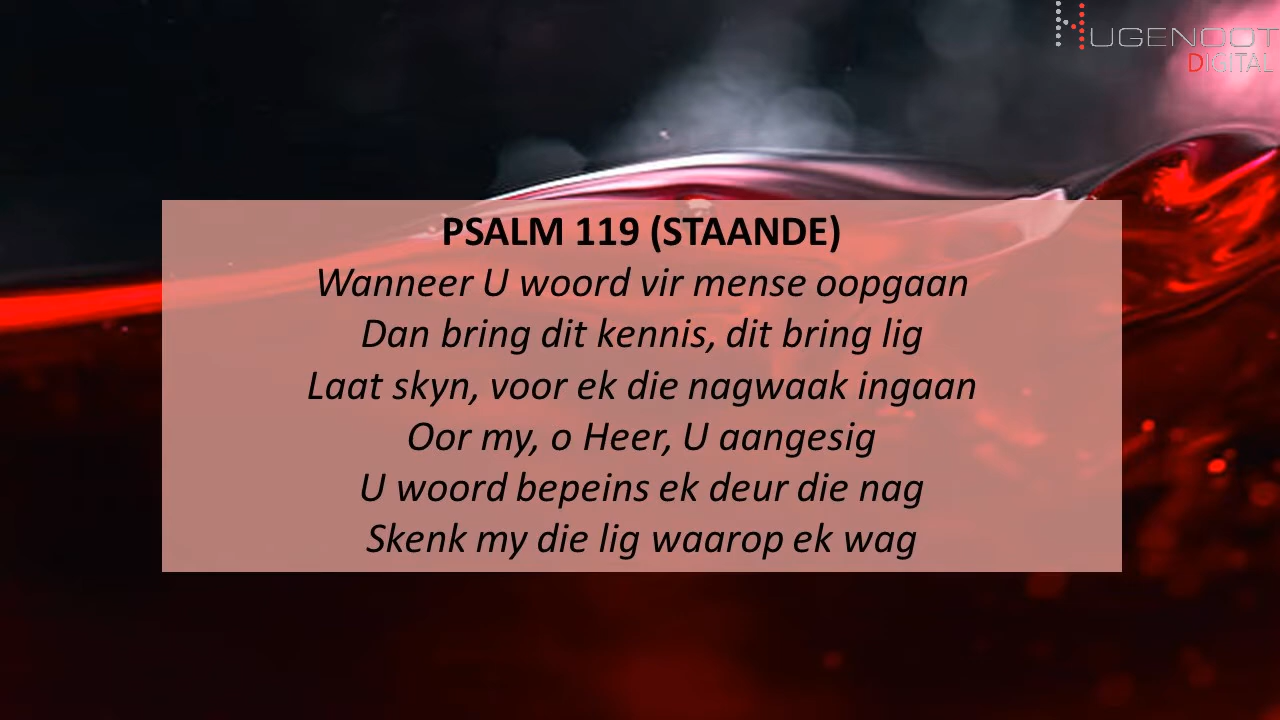 HUGENOOT
DIGITAL
PSALM 119 (STAANDE)
Wanneer U woord vir mense oopgaan
Dan bring dit kennis, dit bring lig
Laat skyn, voor ek die nagwaak ingaan
Oor my, o Heer, U aangesig
U woord bepeins ek deur die nag
Skenk my die lig waarop ek wag